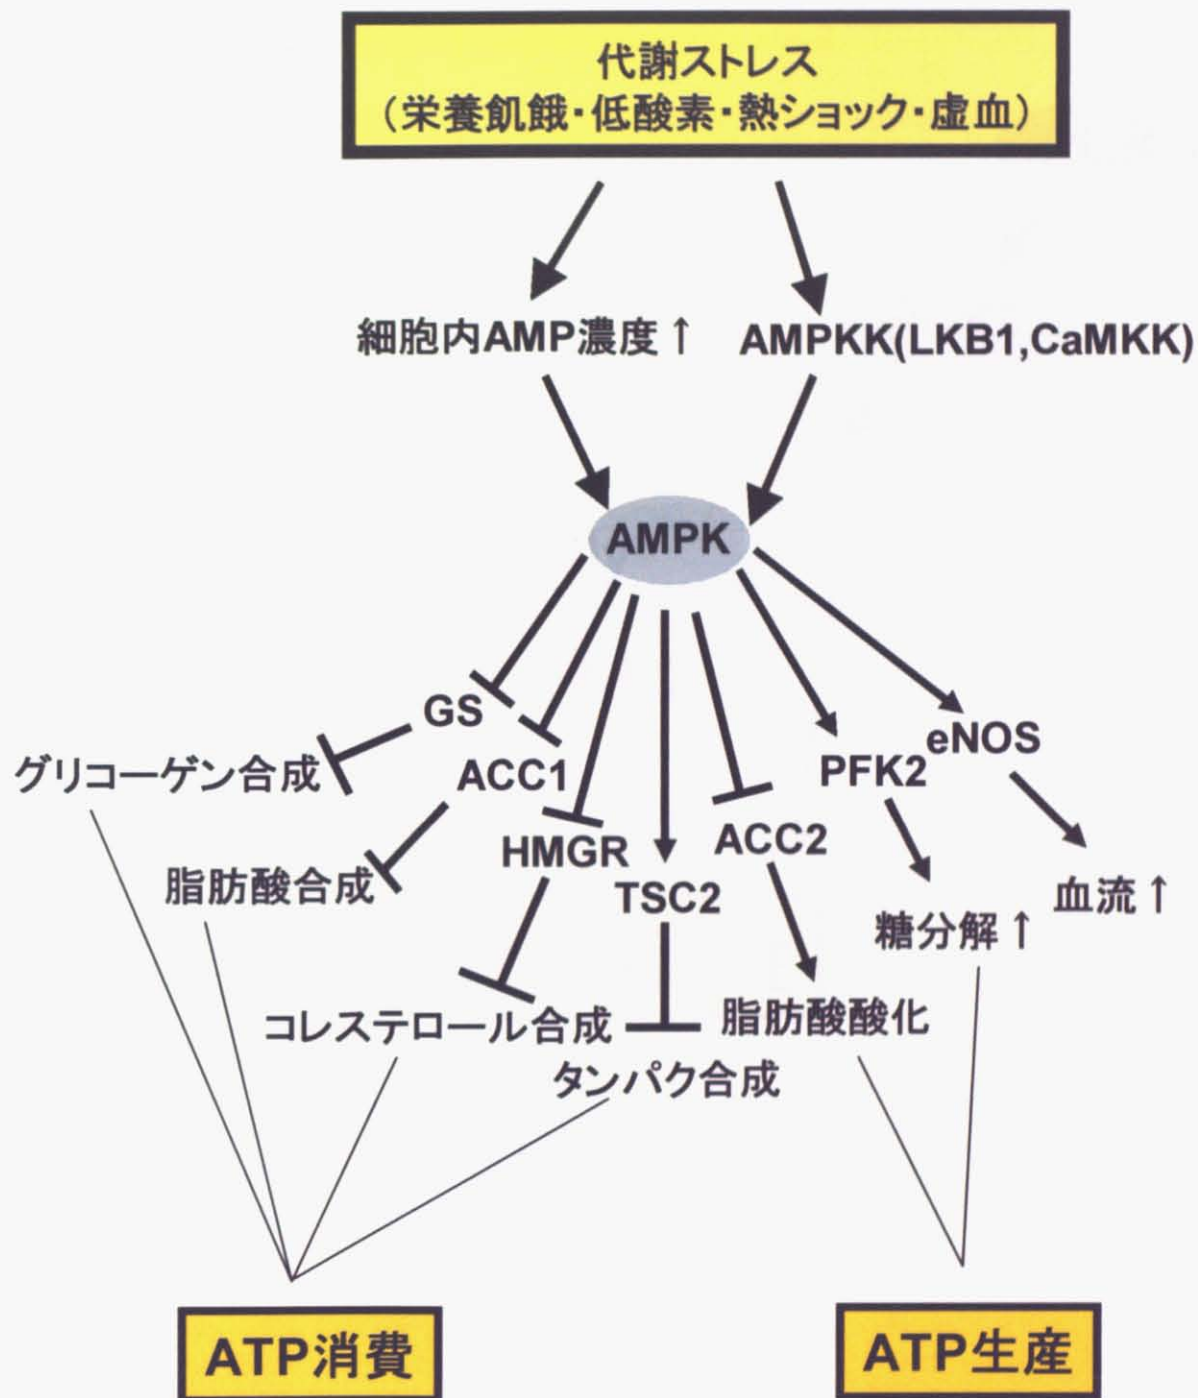 代謝ストレス
(栄養飢餓・低酸素・熱ショック・虚血)
細胞内AMP濃度↑
AMPKK(LKB1,CaMKK)
AMPK
GS
グリコーゲン合成
ACC1
脂肪酸合成
HMGR
コレステロール合成
TSC2
タンパク合成
ACC2
脂肪酸酸化
PFK2
糖分解↑
eNOS
血流↑
ATP消費
ATP生産